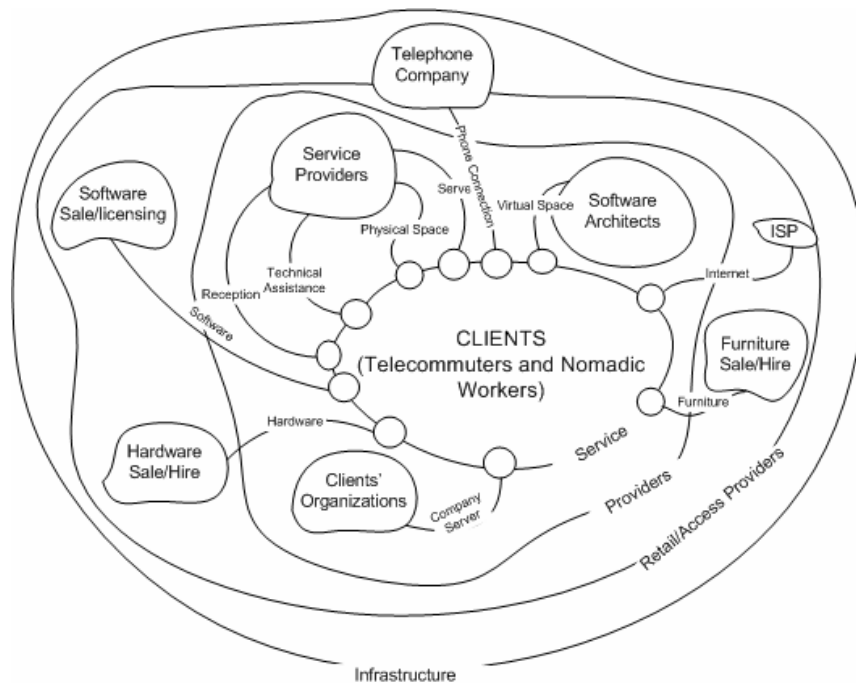 Telephone
Company
Service
Providers
Software
Sale/licensing
Phone Connection
Serve
Virtual Space
Software
Architects
ISP
Physical Space
Technical
Assistance
Reception
Internet
Software
CLIENTS
(Telecommuters and Nomadic
Workers)
Furniture
Sale/Hire
Furniture
Hardware
Hardware
Sale/Hire
Clients'
Organizations
Company
Server
Service
Providers
Retail/Access Providers
Infrastructure